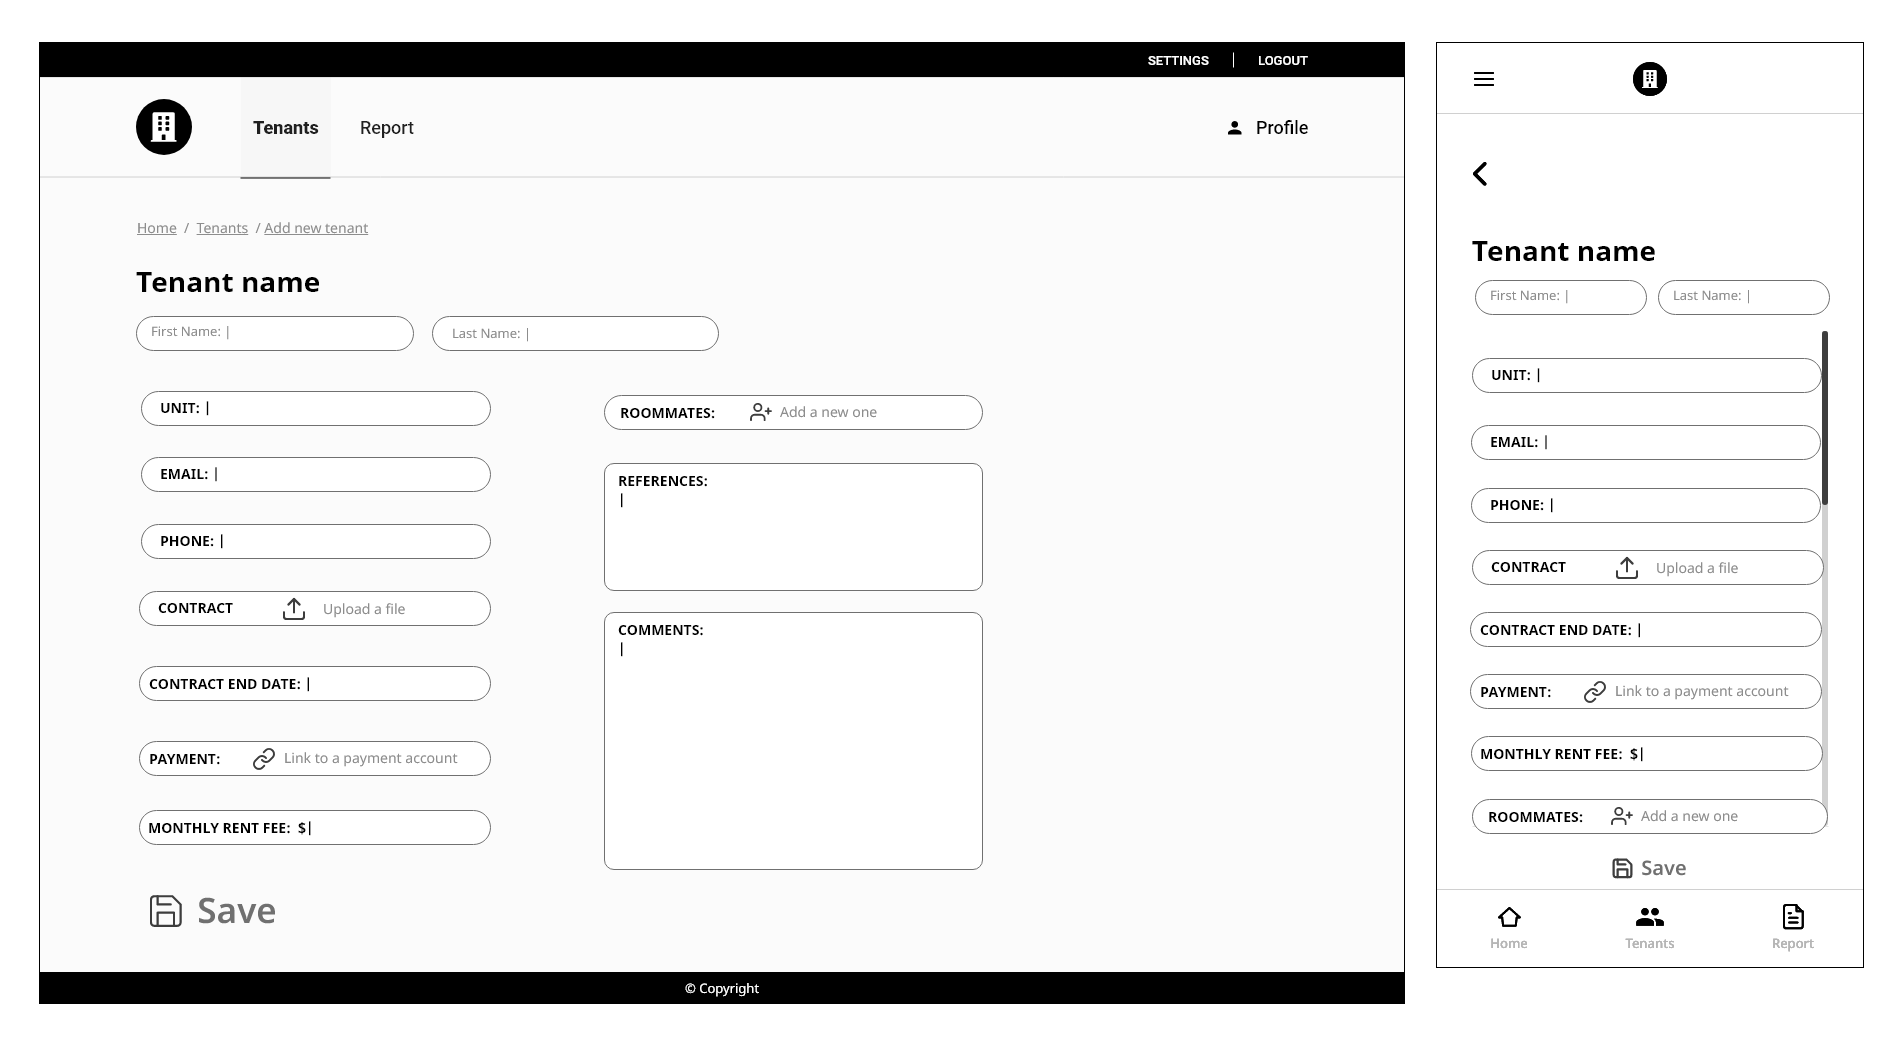 SETTINGS | LOGOUT
Tenants Report Profile
Home / Tenants / Add new tenant
Tenant name
First Name: | Last Name: |
UNIT: |
EMAIL: |
PHONE: |
CONTRACT Upload a file
CONTRACT END DATE: |
PAYMENT: Link to a payment account
MONTHLY RENT FEE: $|
ROOMMATES: Add a new one
REFERENCES:
|
COMMENTS:
|
Save
© Copyright
Tenant name
First Name: | Last Name: |
UNIT: |
EMAIL: |
PHONE: |
CONTRACT Upload a file
CONTRACT END DATE: |
PAYMENT: Link to a payment account
MONTHLY RENT FEE: $|
ROOMMATES: Add a new one
Save
Home Tenants Report